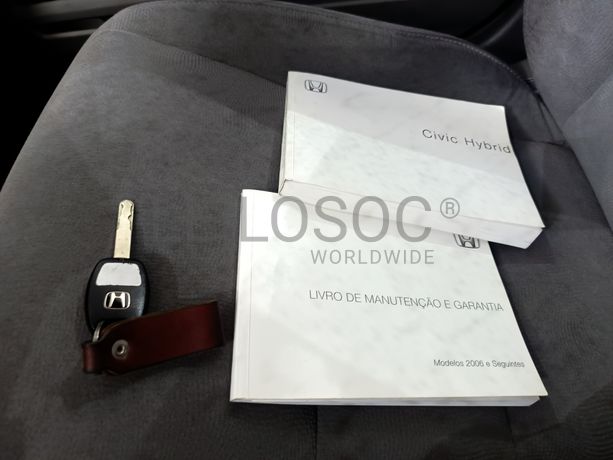 Civic Hybrid
LOSOC®
WORLDWIDE
LIVRO DE MANUTENÇÃO E GARANTIA
Modelos 2006 e Seguintes